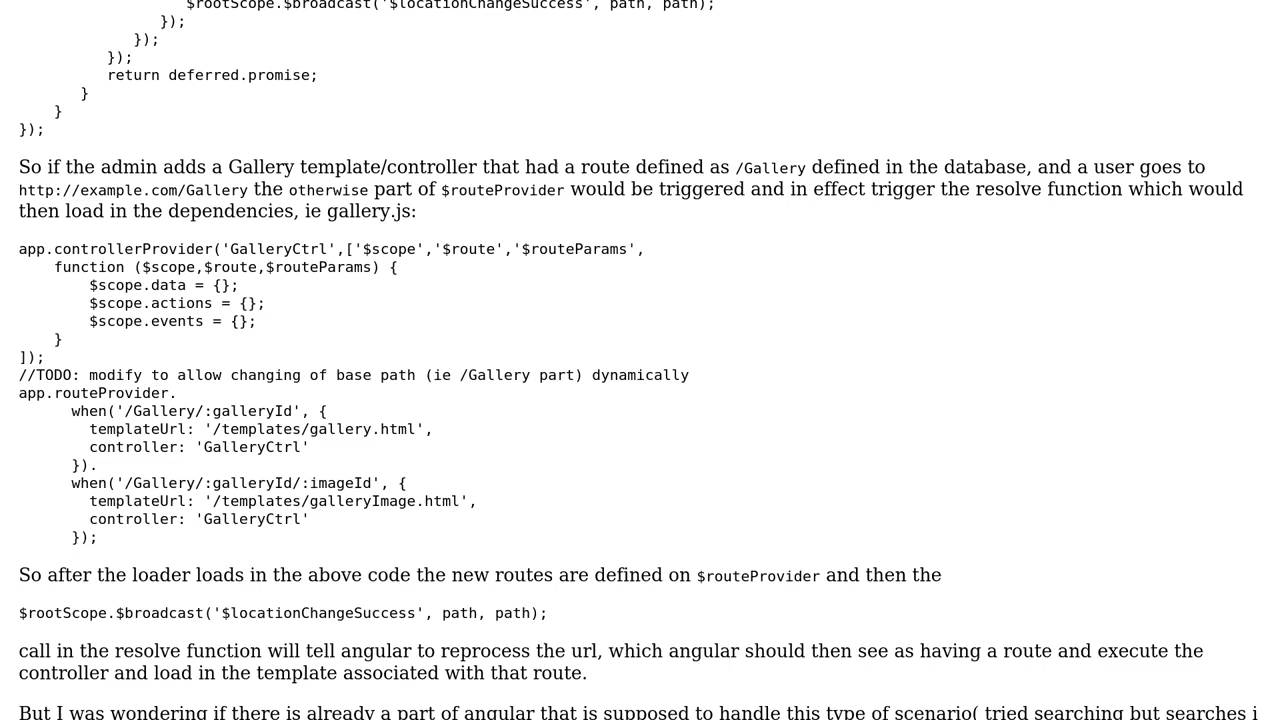 $rootScope.$broadcast('$locationChangeSuccess', path, path);
});
});
});
return deferred.promise;
}
}
});
So if the admin adds a Gallery template/controller that had a route defined as /Gallery defined in the database, and a user goes to
http://example.com/Gallery the otherwise part of $routeProvider would be triggered and in effect trigger the resolve function which would
then load in the dependencies, ie gallery.js:
app.controllerProvider('GalleryCtrl',['$scope','$route','$routeParams',
function ($scope,$route,$routeParams) {
$scope.data = {};
$scope.actions = {};
$scope.events = {};
}
]);
//TODO: modify to allow changing of base path (ie /Gallery part) dynamically
app.routeProvider.
when('/Gallery/:galleryId', {
templateUrl: '/templates/gallery.html',
controller: 'GalleryCtrl'
}).
when('/Gallery/:galleryId/:imageId', {
templateUrl: '/templates/galleryImage.html',
controller: 'GalleryCtrl'
});
So after the loader loads in the above code the new routes are defined on $routeProvider and then the
$rootScope.$broadcast('$locationChangeSuccess', path, path);
call in the resolve function will tell angular to reprocess the url, which angular should then see as having a route and execute the
controller and load in the template associated with that route.
But I was wondering if there is already a part of angular that is supposed to handle this type of scenario( tried searching but searches i